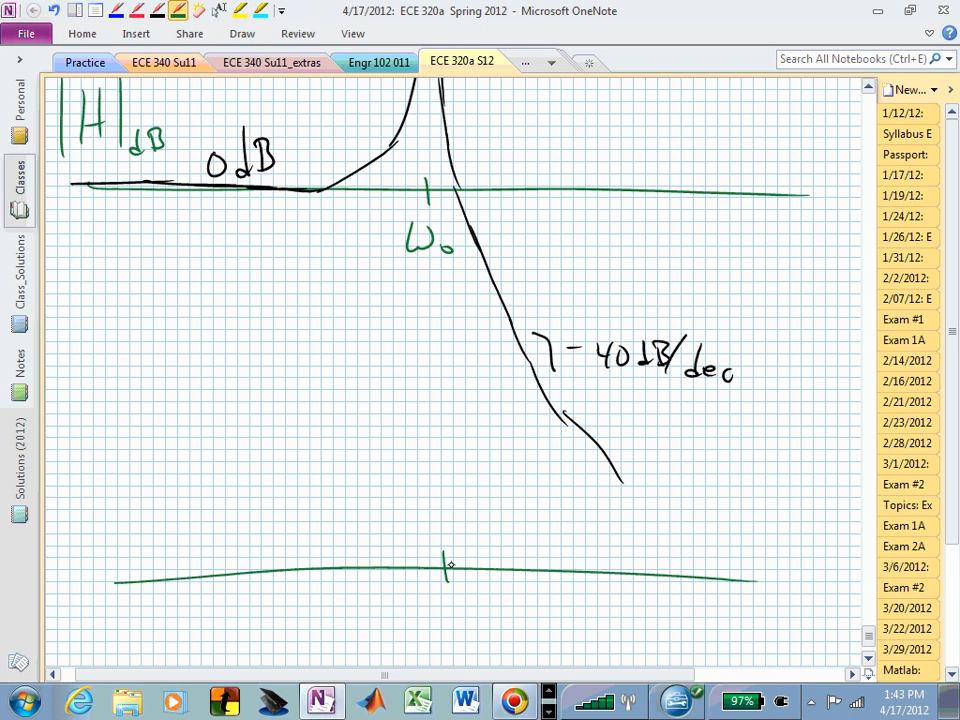 4/17/2012: ECE 320a Spring 2012 - Microsoft OneNote
File Home Insert Share Draw Review View
Practice ECE 340 Su11 ECE 340 Su11_extras Engr 102 011 ECE 320a S12 ...
Search All Notebooks (Ctrl+E)
New...
Personal
Classes
Class_Solutions
Notes
Solutions (2012)
|H|dB
0dB
ω₀
-40dB/dec
1/12/12:
Syllabus E
Passport:
1/17/12:
1/19/12:
1/24/12:
1/26/12: E
1/31/12:
2/2/2012:
2/07/12: E
Exam #1
Exam 1A
2/14/2012
2/16/2012
2/21/2012
2/23/2012
2/28/2012
3/1/2012:
Exam #2
Topics: Ex
Exam 1A
Exam 2A
3/6/2012:
Exam #2
3/20/2012
3/22/2012
3/29/2012
Matlab:
97%
1:43 PM
4/17/2012